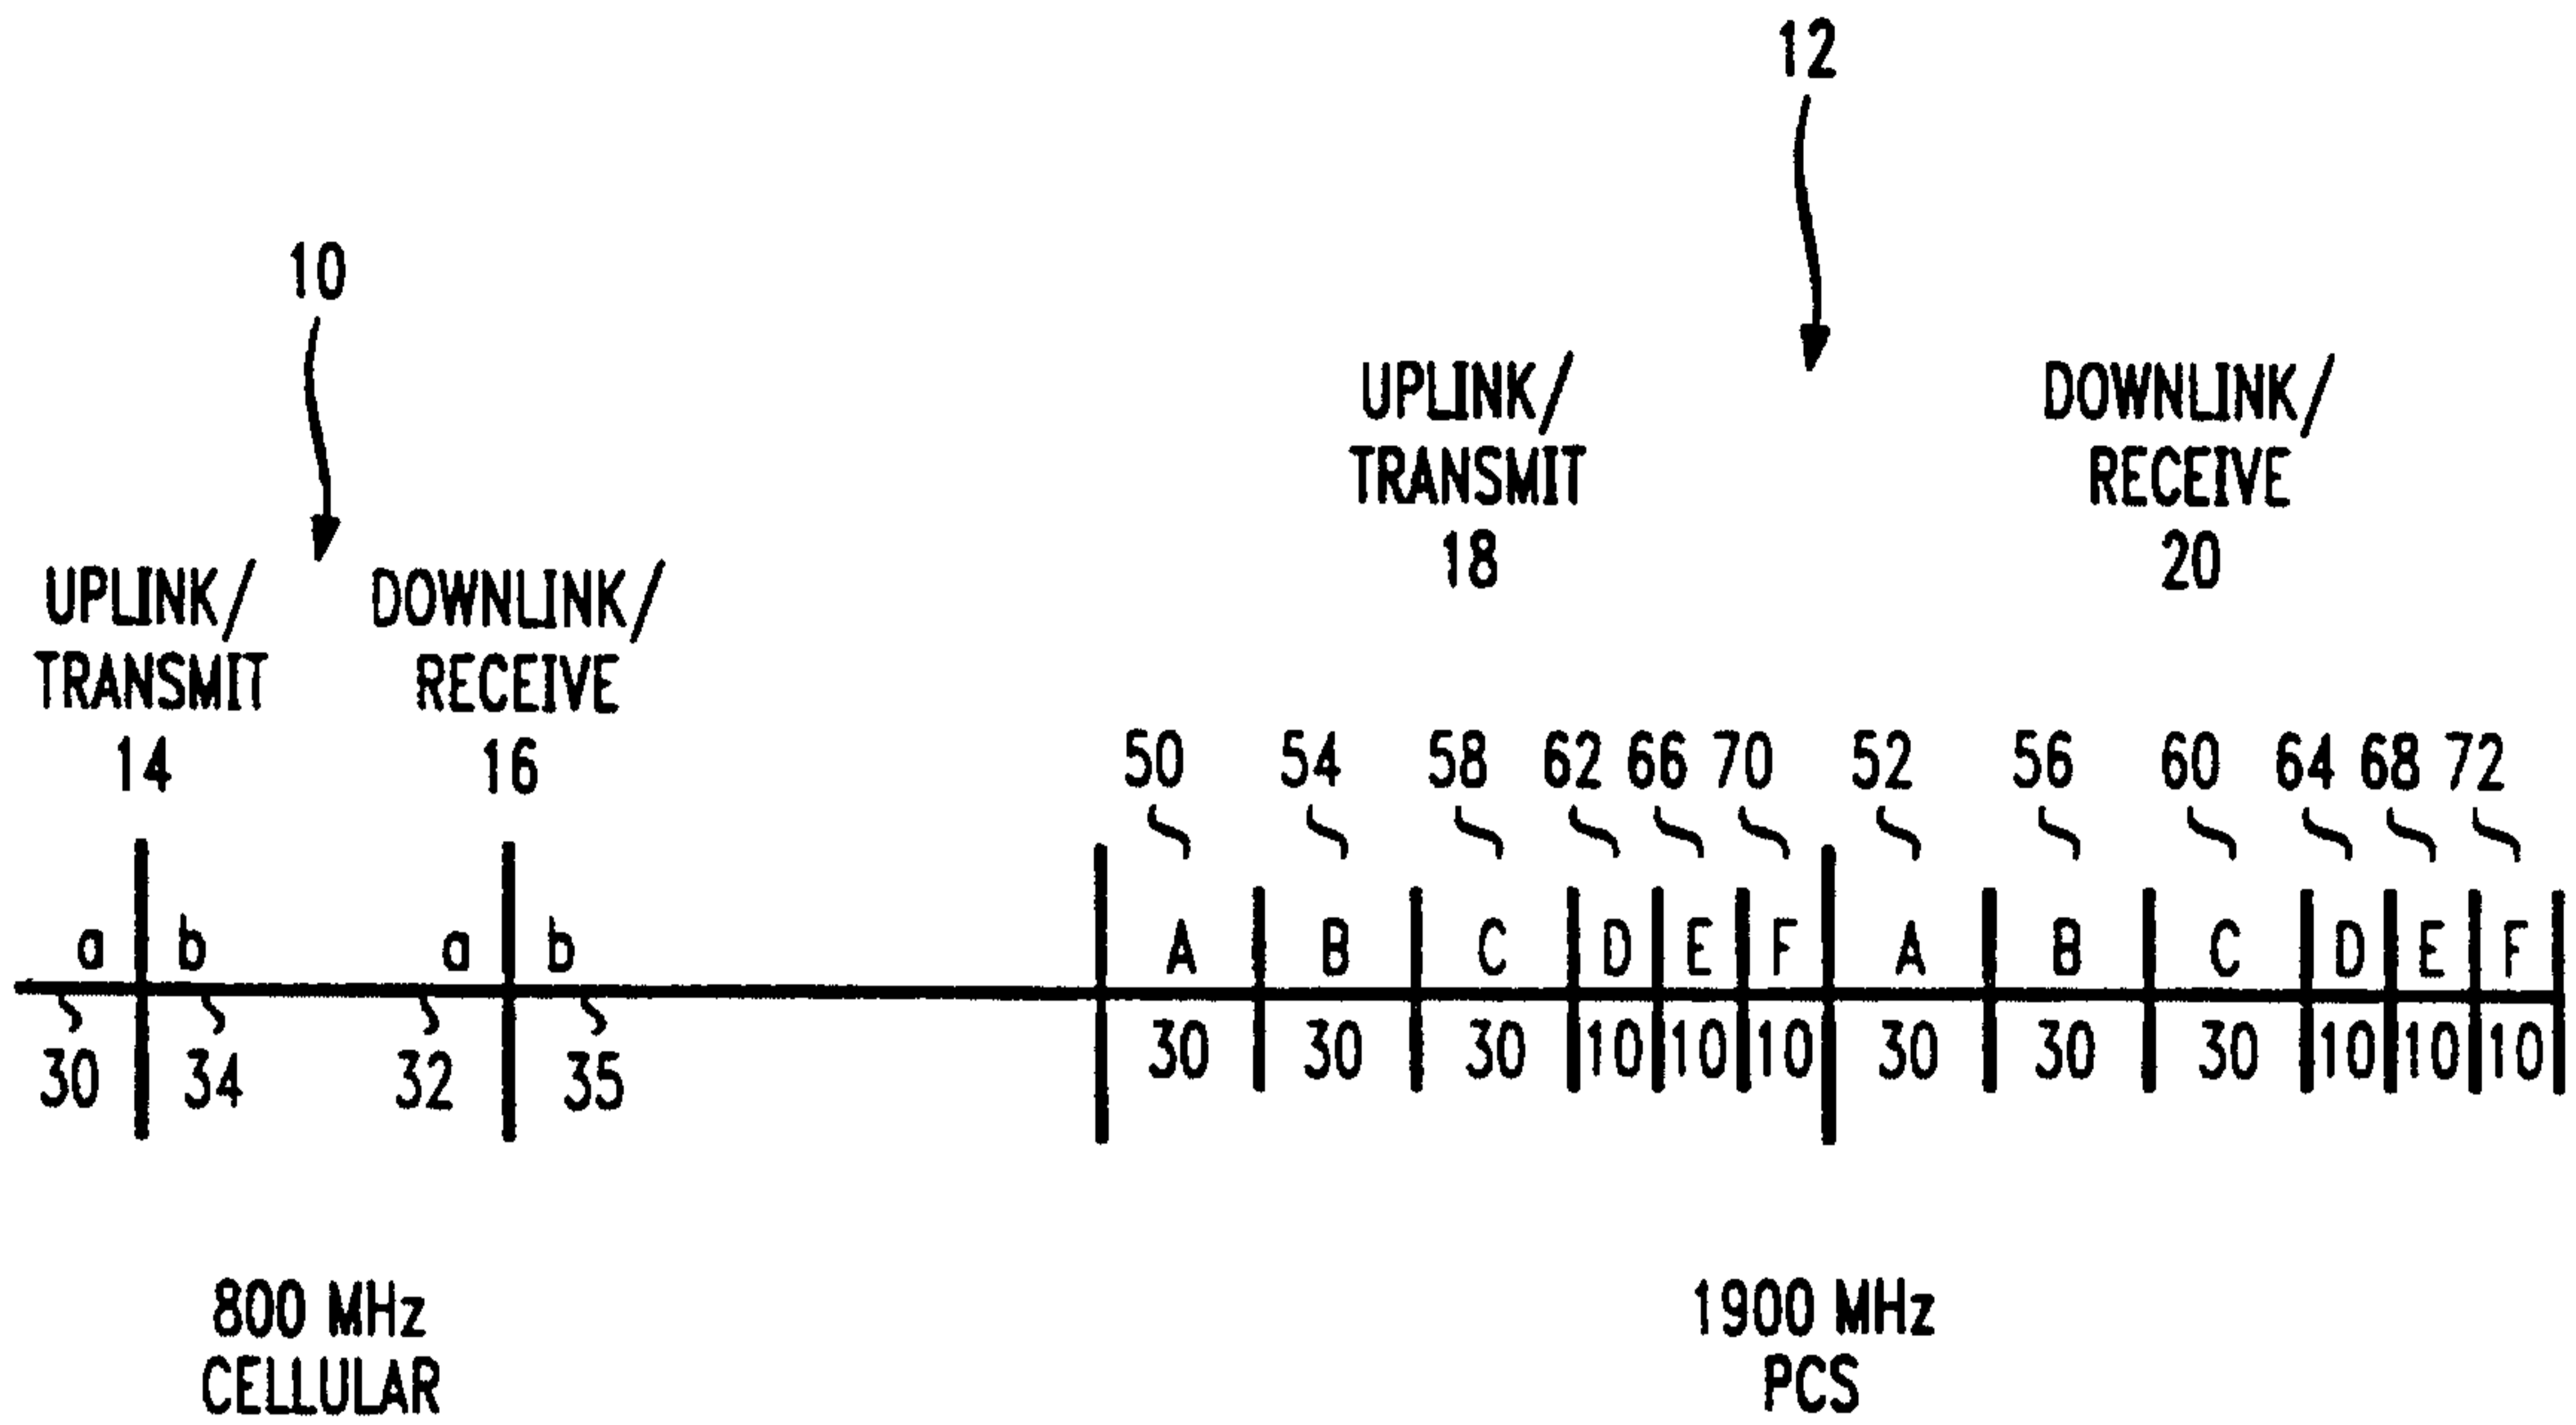 12
10
UPLINK/
TRANSMIT
18
DOWNLINK/
RECEIVE
20
UPLINK/
TRANSMIT
14
DOWNLINK/
RECEIVE
16
50 54 58 62 66 70 52 56 60 64 68 72
a b a b A B C D E F A B C D E F
30 30 30 10 10 10 30 30 30 10 10 10
30 34 32 35
800 MHz
CELLULAR
1900 MHz
PCS